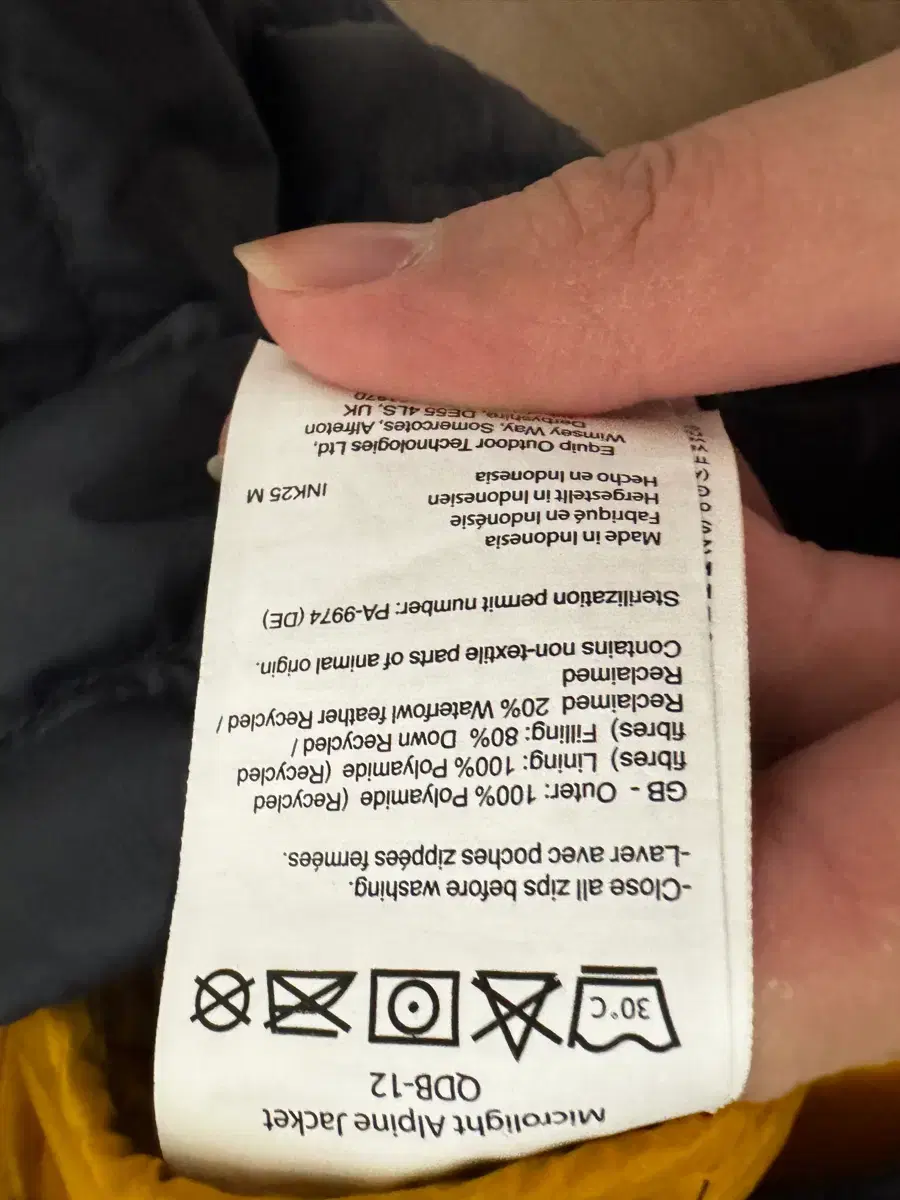 Microlight Alpine Jacket
QDB-12
30°C
-Close all zips before washing.
-Laver avec poches zippées fermées.
GB - Outer: 100% Polyamide (Recycled
fibres) Lining: 100% Polyamide (Recycled
fibres) Filling: 80% Down Recycled /
Reclaimed 20% Waterfowl feather Recycled /
Reclaimed
Contains non-textile parts of animal origin.
Sterilization permit number: PA-9974 (DE)
Made in Indonesia
Fabriqué en Indonésie
Hergestellt in Indonesien
Hecho en Indonesia
INK25 M
Equip Outdoor Technologies Ltd,
Wimsey Way, Somercotes, Alfreton
Derbyshire, DE55 4LS, UK